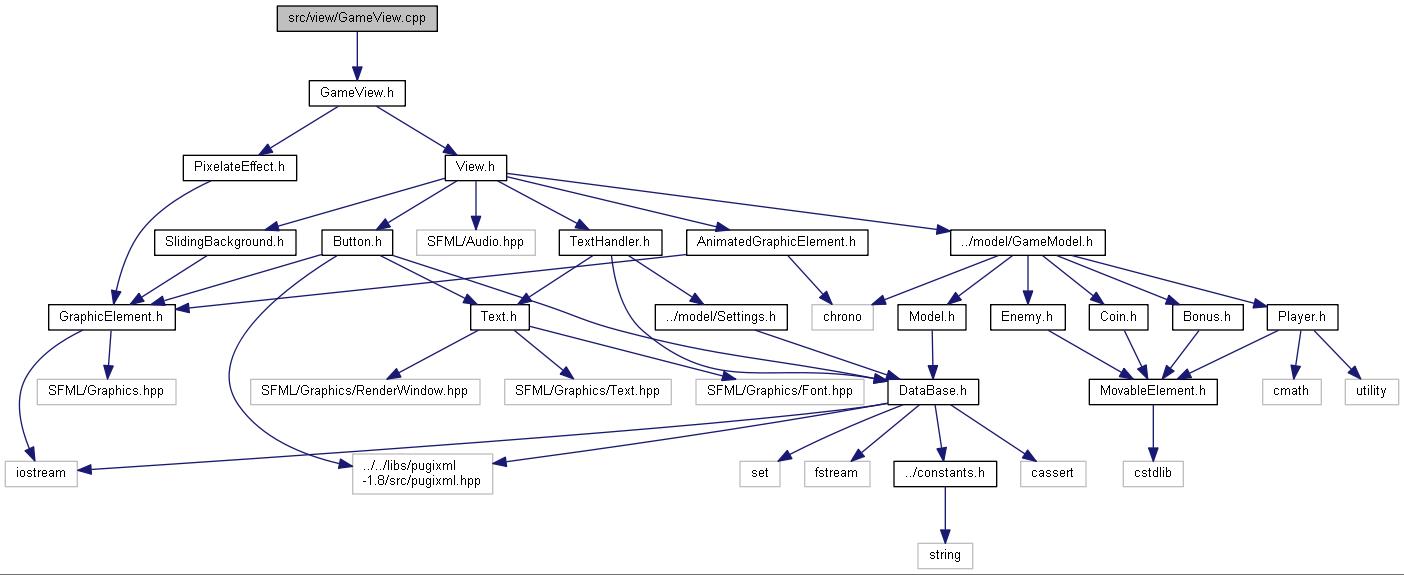 src/view/GameView.cpp
GameView.h
PixelateEffect.h
View.h
SlidingBackground.h
Button.h
SFML/Audio.hpp
TextHandler.h
AnimatedGraphicElement.h
../model/GameModel.h
GraphicElement.h
Text.h
../model/Settings.h
chrono
Model.h
Enemy.h
Coin.h
Bonus.h
Player.h
SFML/Graphics.hpp
SFML/Graphics/RenderWindow.hpp
SFML/Graphics/Text.hpp
SFML/Graphics/Font.hpp
DataBase.h
MovableElement.h
cmath
utility
iostream
../../libs/pugixml
-1.8/src/pugixml.hpp
set
fstream
../constants.h
cassert
cstdlib
string